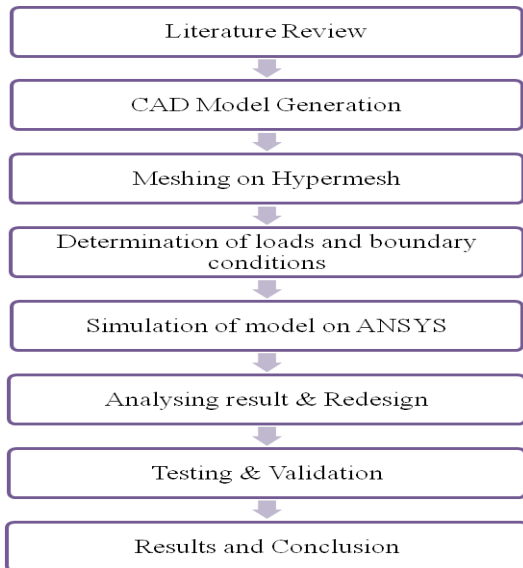 Literature Review
CAD Model Generation
Meshing on Hypermesh
Determination of loads and boundary
conditions
Simulation of model on ANSYS
Analysing result & Redesign
Testing & Validation
Results and Conclusion